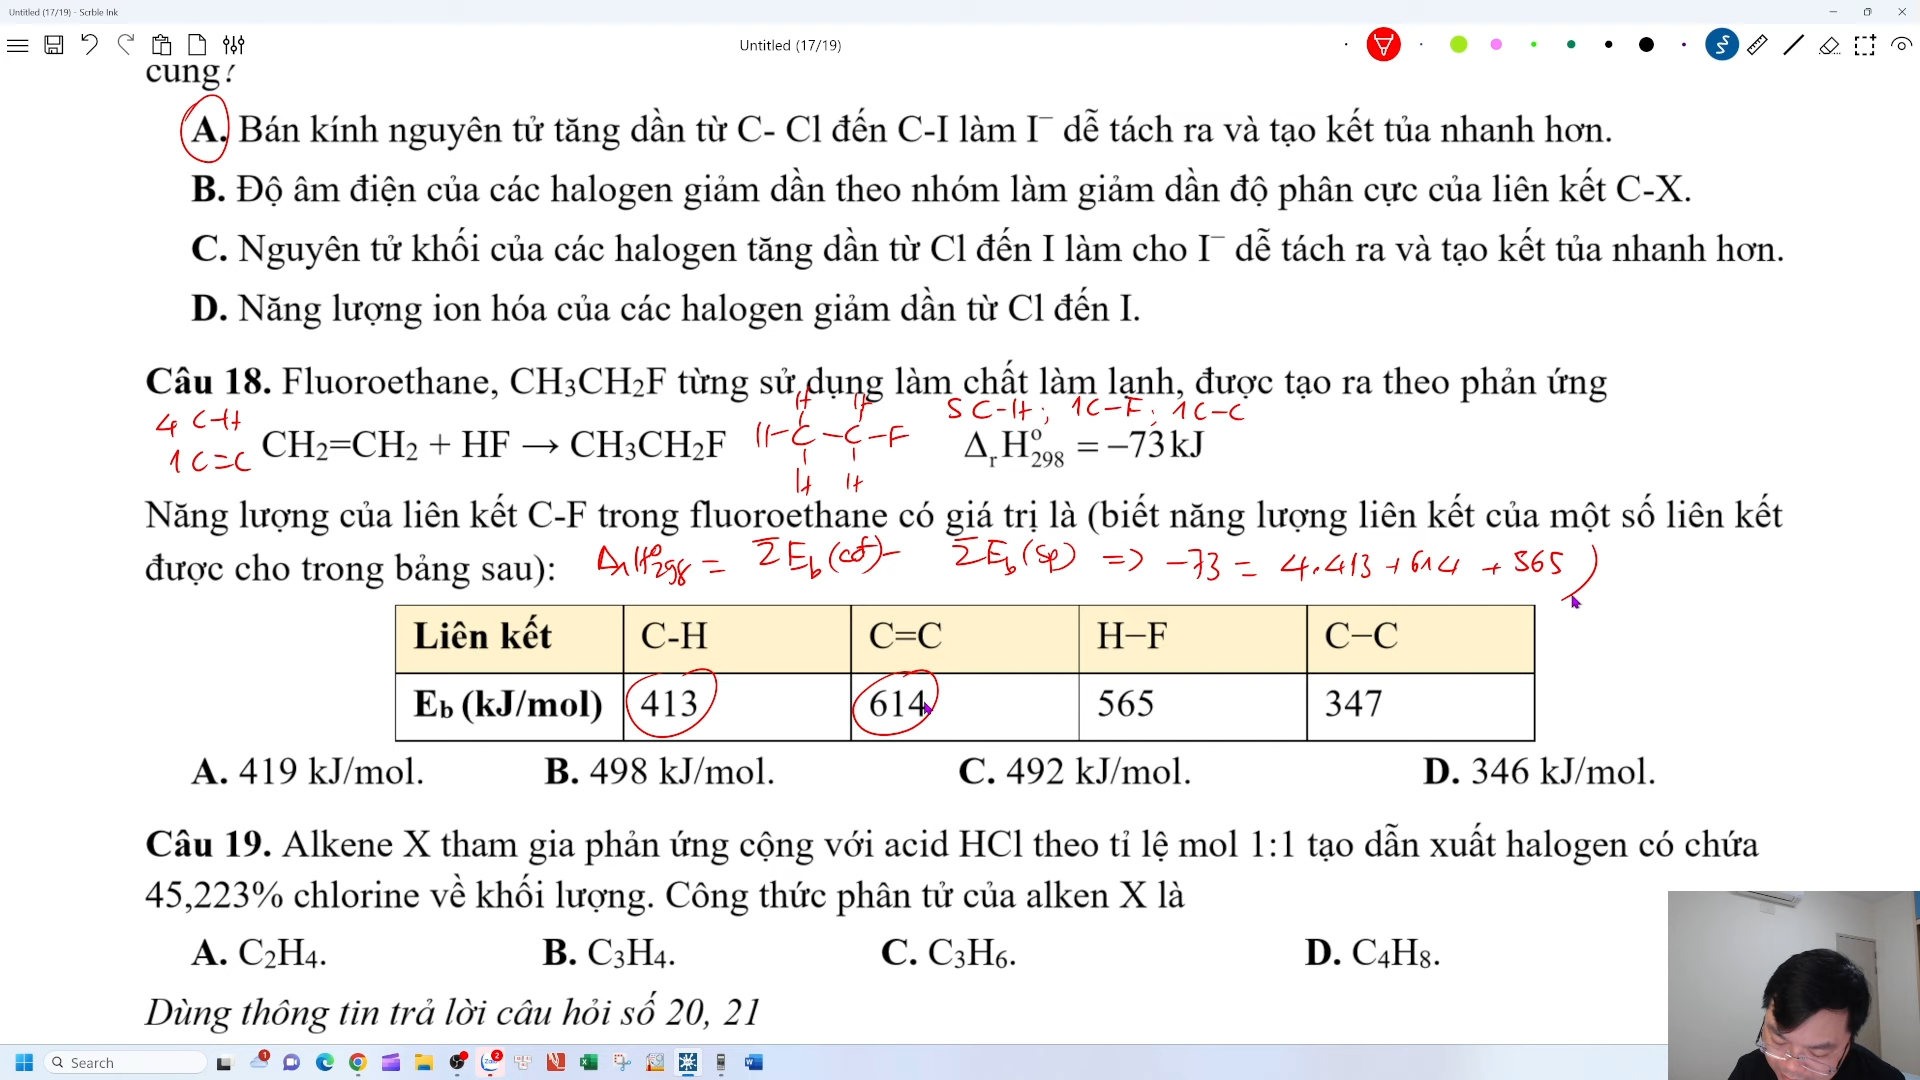 Untitled (17/19) - Scrble Ink
Untitled (17/19)
cùng?
A. Bán kính nguyên tử tăng dần từ C- Cl đến C-I làm I⁻ dễ tách ra và tạo kết tủa nhanh hơn.
B. Độ âm điện của các halogen giảm dần theo nhóm làm giảm dần độ phân cực của liên kết C-X.
C. Nguyên tử khối của các halogen tăng dần từ Cl đến I làm cho I⁻ dễ tách ra và tạo kết tủa nhanh hơn.
D. Năng lượng ion hóa của các halogen giảm dần từ Cl đến I.
Câu 18. Fluoroethane, CH₃CH₂F từng sử dụng làm chất làm lạnh, được tạo ra theo phản ứng
4 C-H
1 C=C
CH₂=CH₂ + HF → CH₃CH₂F
H H
H-C-C-F
H H
5 C-H; 1C-F; 1C-C
ΔᵣH°₂₉₈ = −73 kJ
Năng lượng của liên kết C-F trong fluoroethane có giá trị là (biết năng lượng liên kết của một số liên kết
được cho trong bảng sau):
ΔᵣH°₂₉₈ = ΣE_b(cđ) - ΣE_b(sp) => -73 = 4.413 + 614 + 565
Liên kết C-H C=C H−F C−C
E_b (kJ/mol) 413 614 565 347
A. 419 kJ/mol. B. 498 kJ/mol. C. 492 kJ/mol. D. 346 kJ/mol.
Câu 19. Alkene X tham gia phản ứng cộng với acid HCl theo tỉ lệ mol 1:1 tạo dẫn xuất halogen có chứa
45,223% chlorine về khối lượng. Công thức phân tử của alken X là
A. C₂H₄. B. C₃H₄. C. C₃H₆. D. C₄H₈.
Dùng thông tin trả lời câu hỏi số 20, 21
Search